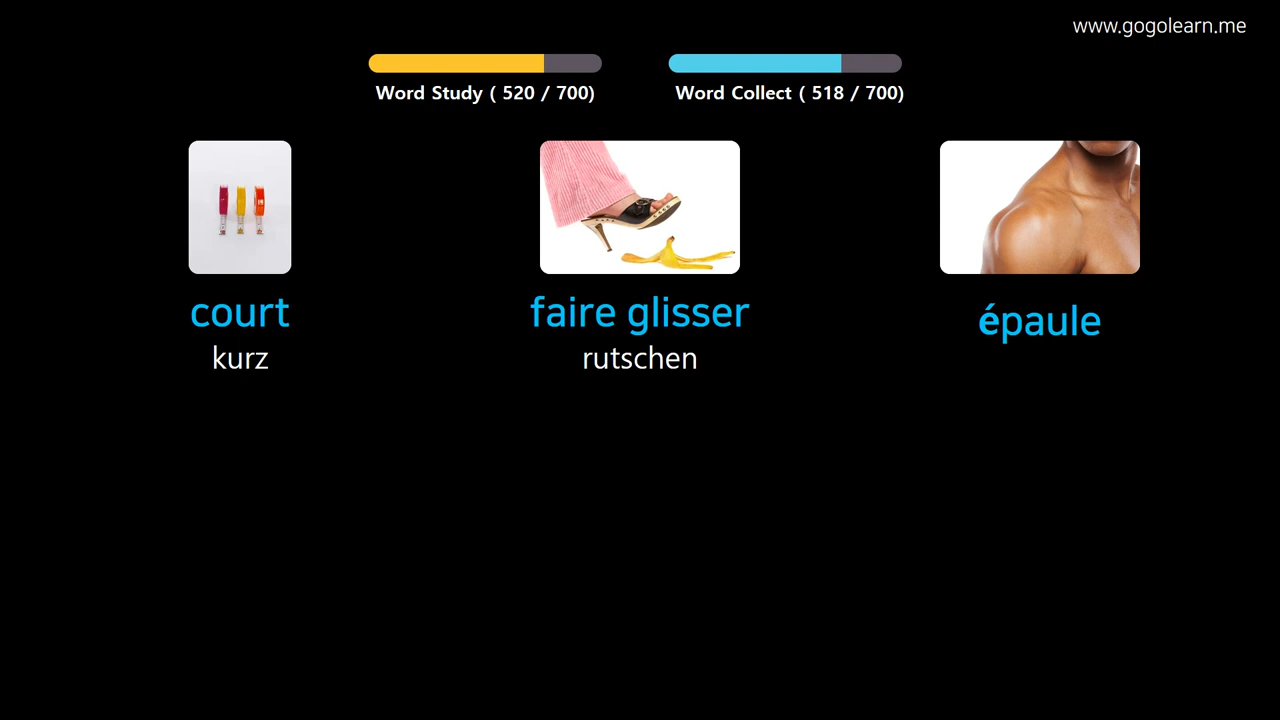 www.gogolearn.me
Word Study ( 520 / 700)
Word Collect ( 518 / 700)
court
kurz
faire glisser
rutschen
épaule